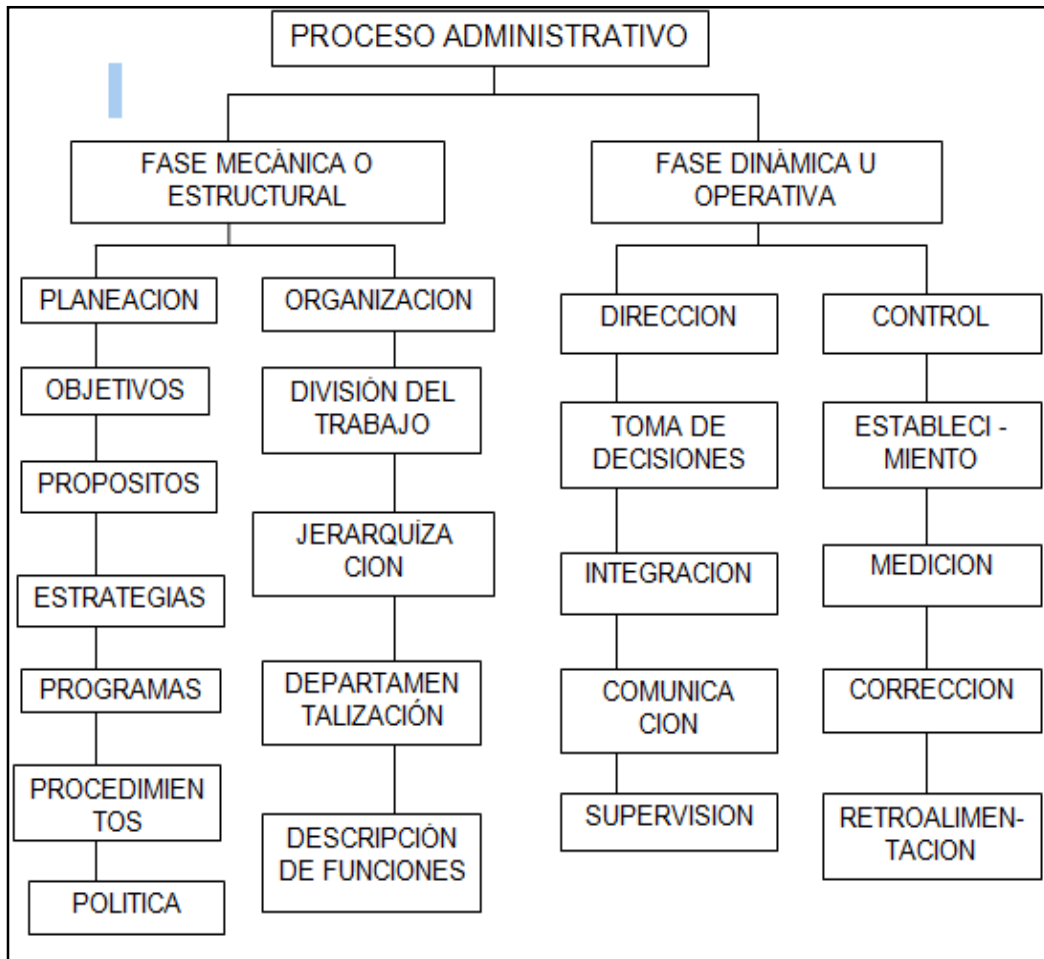 PROCESO ADMINISTRATIVO
FASE MECÁNICA O
ESTRUCTURAL
FASE DINÁMICA U
OPERATIVA
PLANEACION
OBJETIVOS
PROPOSITOS
ESTRATEGIAS
PROGRAMAS
PROCEDIMIEN
TOS
POLITICA
ORGANIZACION
DIVISIÓN DEL
TRABAJO
JERARQUÍZA
CION
DEPARTAMEN
TALIZACIÓN
DESCRIPCIÓN
DE FUNCIONES
DIRECCION
TOMA DE
DECISIONES
INTEGRACION
COMUNICA
CION
SUPERVISION
CONTROL
ESTABLECI -
MIENTO
MEDICION
CORRECCION
RETROALIMEN-
TACION